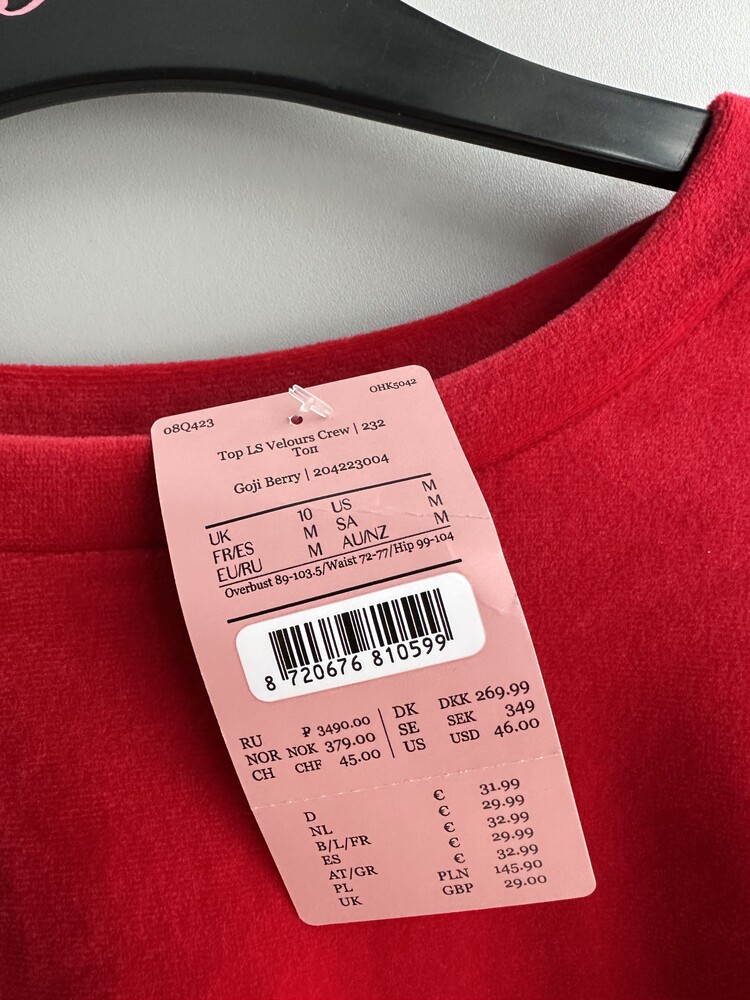 08Q423
OHK5042
Top LS Velours Crew | 232
Топ
Goji Berry | 204223004
UK 10 US M
FR/ES M SA M
EU/RU M AU/NZ M
Overbust 89-103.5/Waist 72-77/Hip 99-104
8 720676 810599
RU ₽ 3490.00 DK DKK 269.99
NOR NOK 379.00 SE SEK 349
CH CHF 45.00 US USD 46.00
D € 31.99
NL € 29.99
B/L/FR € 32.99
ES € 29.99
AT/GR € 32.99
PL PLN 145.90
UK GBP 29.00